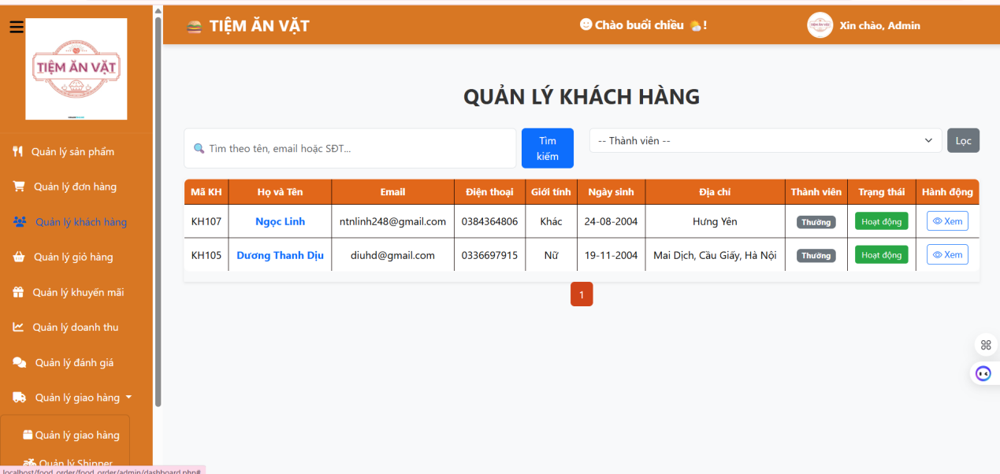 TIỆM ĂN VẶT
TIỆM ĂN VẶT
Chào buổi chiều !
Xin chào, Admin
Quản lý sản phẩm
Quản lý đơn hàng
Quản lý khách hàng
Quản lý giỏ hàng
Quản lý khuyến mãi
Quản lý doanh thu
Quản lý đánh giá
Quản lý giao hàng
Quản lý giao hàng
Quản lý Shipper
localhost/food_order/food_order/admin/dashboard.php#
QUẢN LÝ KHÁCH HÀNG
Tìm theo tên, email hoặc SĐT...
Tìm
kiếm
-- Thành viên --
Lọc
Mã KH Họ và Tên Email Điện thoại Giới tính Ngày sinh Địa chỉ Thành viên Trạng thái Hành động
KH107 Ngọc Linh ntnlinh248@gmail.com 0384364806 Khác 24-08-2004 Hưng Yên Thường Hoạt động Xem
KH105 Dương Thanh Dịu diuhd@gmail.com 0336697915 Nữ 19-11-2004 Mai Dịch, Cầu Giấy, Hà Nội Thường Hoạt động Xem
1